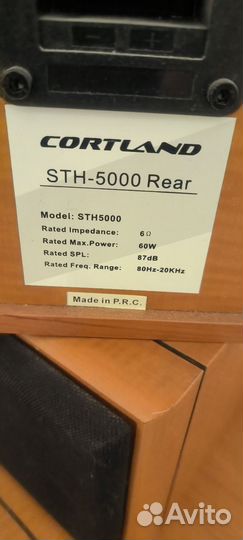 CORTLAND
STH-5000 Rear
Model: STH5000
Rated Impedance: 6Ω
Rated Max.Power: 60W
Rated SPL: 87dB
Rated Freq. Range: 80Hz-20KHz
Made in P.R.C.
Avito